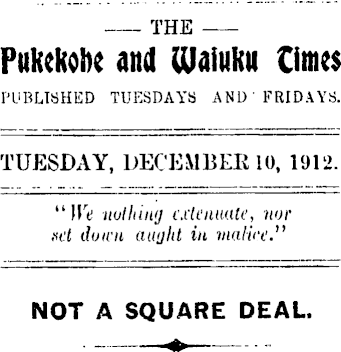 THE
Pukekohe and Waiuku Times
PUBLISHED TUESDAYS AND FRIDAYS.
TUESDAY, DECEMBER 10, 1912.
"We nothing extenuate, nor
set down aught in malice."
NOT A SQUARE DEAL.